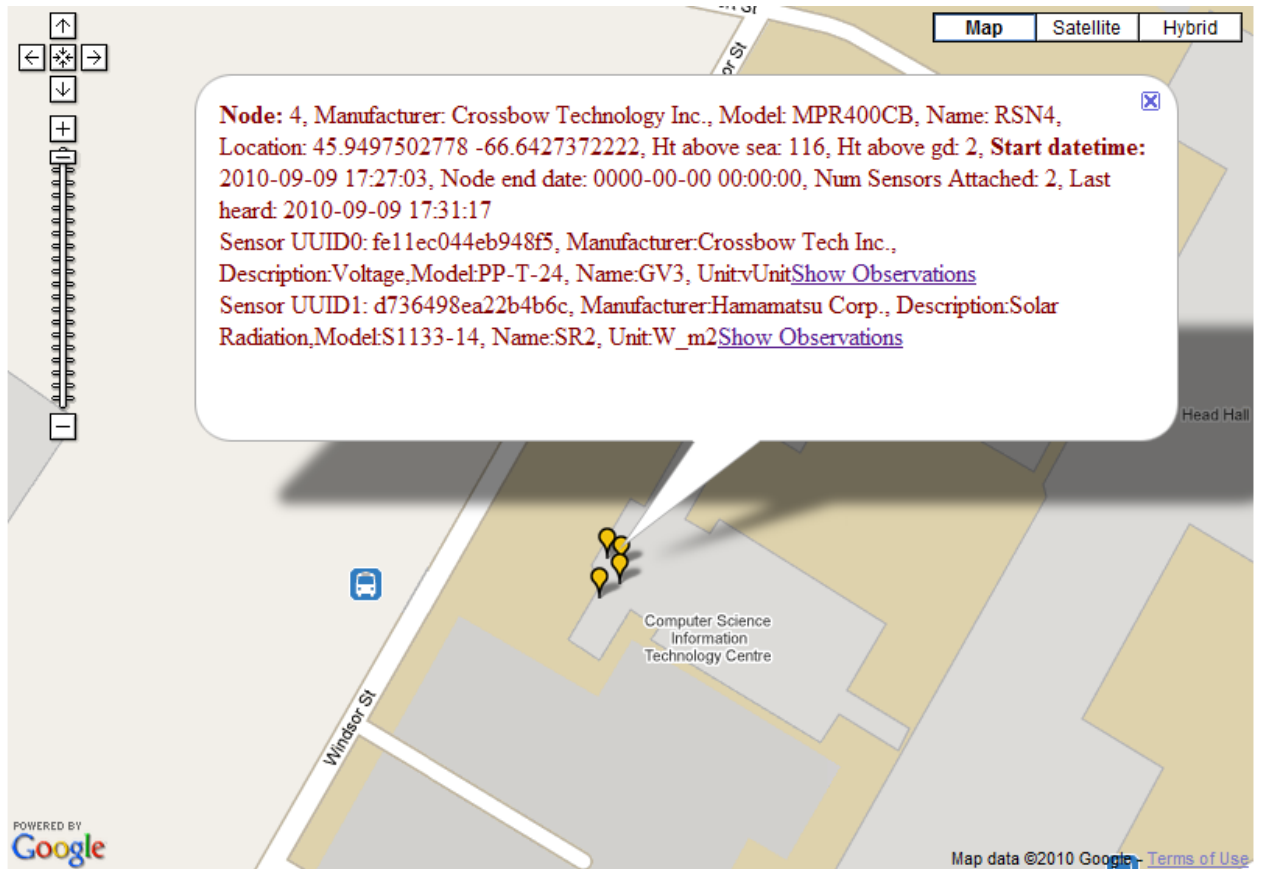 Map Satellite Hybrid
or St
Node: 4, Manufacturer: Crossbow Technology Inc., Model: MPR400CB, Name: RSN4,
Location: 45.9497502778 -66.6427372222, Ht above sea: 116, Ht above gd: 2, Start datetime:
2010-09-09 17:27:03, Node end date: 0000-00-00 00:00:00, Num Sensors Attached: 2, Last
heard: 2010-09-09 17:31:17
Sensor UUID0: fe11ec044eb948f5, Manufacturer:Crossbow Tech Inc.,
Description:Voltage,Model:PP-T-24, Name:GV3, Unit:vUnitShow Observations
Sensor UUID1: d736498ea22b4b6c, Manufacturer:Hamamatsu Corp., Description:Solar
Radiation,Model:S1133-14, Name:SR2, Unit:W_m2Show Observations
Head Hall
Computer Science
Information
Technology Centre
Windsor St
POWERED BY
Google
Map data ©2010 Google - Terms of Use